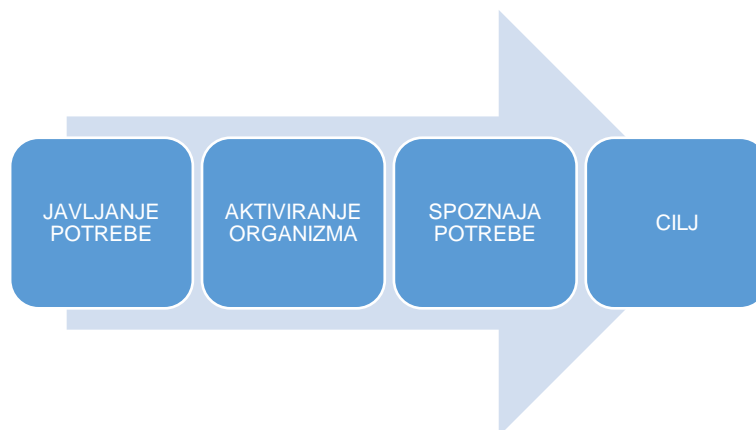 JAVLJANJE
POTREBE
AKTIVIRANJE
ORGANIZMA
SPOZNAJA
POTREBE
CILJ